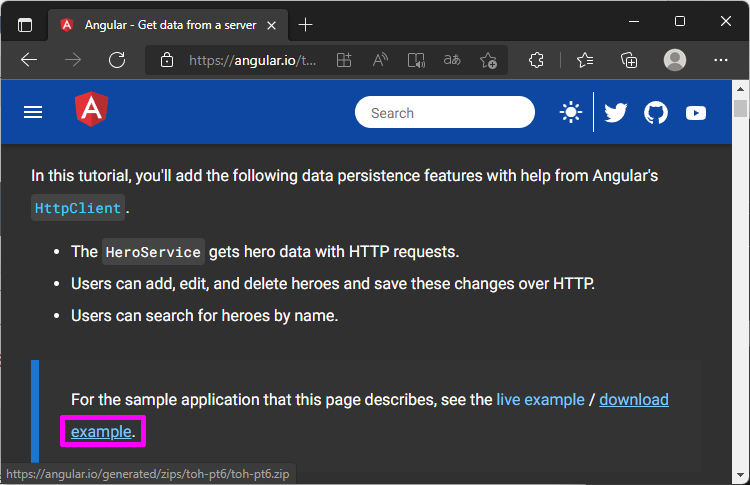 Angular - Get data from a server
https://angular.io/t...
Search
In this tutorial, you'll add the following data persistence features with help from Angular's
HttpClient.
• The HeroService gets hero data with HTTP requests.
• Users can add, edit, and delete heroes and save these changes over HTTP.
• Users can search for heroes by name.
For the sample application that this page describes, see the live example / download
example.
https://angular.io/generated/zips/toh-pt6/toh-pt6.zip